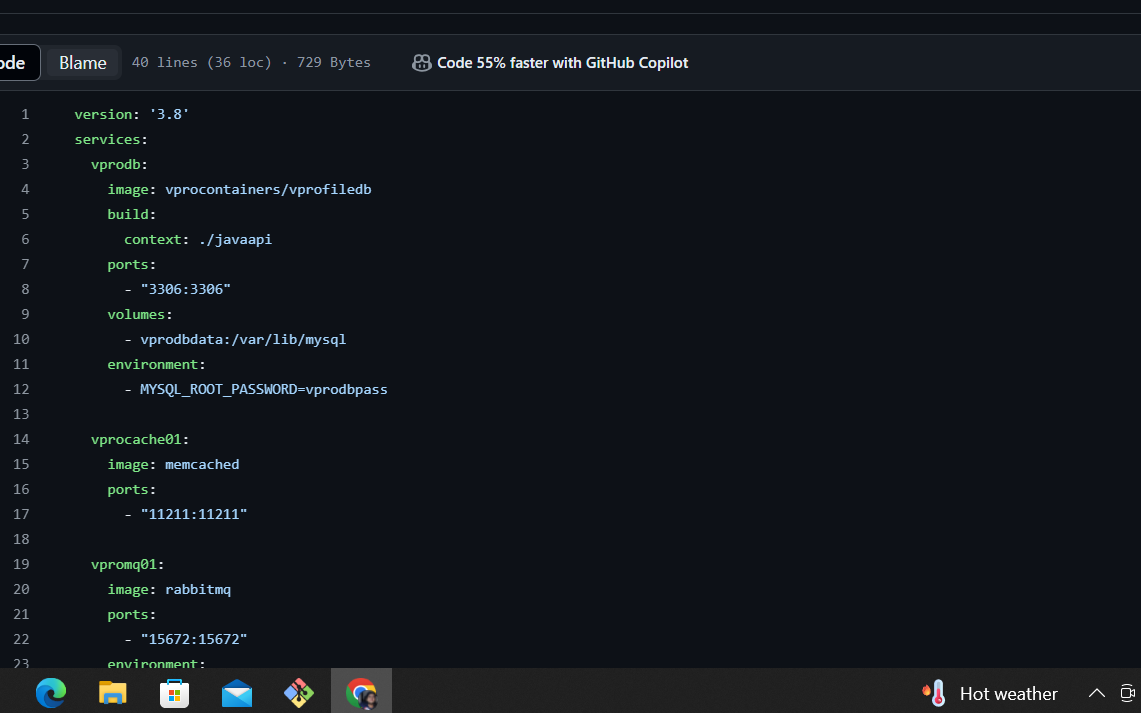 ode Blame 40 lines (36 loc) · 729 Bytes Code 55% faster with GitHub Copilot
1 version: '3.8'
2 services:
3   vprodb:
4     image: vprocontainers/vprofiledb
5     build:
6       context: ./javaapi
7     ports:
8       - "3306:3306"
9     volumes:
10       - vprodbdata:/var/lib/mysql
11     environment:
12       - MYSQL_ROOT_PASSWORD=vprodbpass
13
14   vprocache01:
15     image: memcached
16     ports:
17       - "11211:11211"
18
19   vpromq01:
20     image: rabbitmq
21     ports:
22       - "15672:15672"
23     environment:
Hot weather